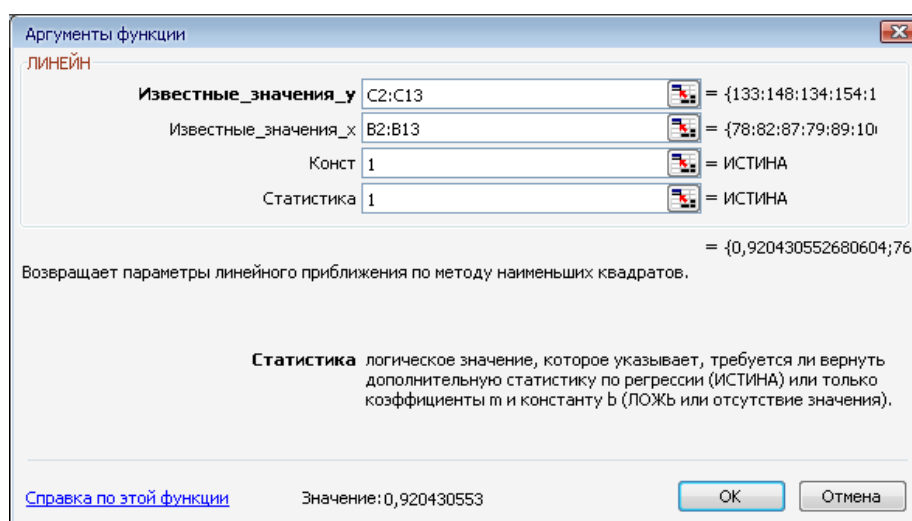 Аргументы функции
ЛИНЕЙН
Известные_значения_y C2:C13 = {133:148:134:154:1
Известные_значения_x B2:B13 = {78:82:87:79:89:10
Конст 1 = ИСТИНА
Статистика 1 = ИСТИНА
= {0,920430552680604;76
Возвращает параметры линейного приближения по методу наименьших квадратов.
Статистика логическое значение, которое указывает, требуется ли вернуть
дополнительную статистику по регрессии (ИСТИНА) или только
коэффициенты m и константу b (ЛОЖЬ или отсутствие значения).
Справка по этой функции Значение: 0,920430553 ОК Отмена